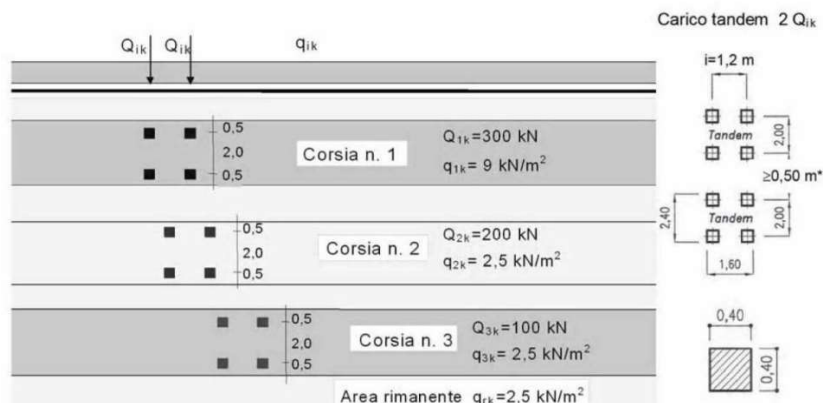 Carico tandem 2 Qik
Qik Qik qik
i=1,2 m
0,5
2,0
0,5
Corsia n. 1
Q1k=300 kN
q1k= 9 kN/m²
Tandem
2,00
≥0,50 m*
0,5
2,0
0,5
Corsia n. 2
Q2k=200 kN
q2k= 2,5 kN/m²
2,40
Tandem
2,00
1,60
0,5
2,0
0,5
Corsia n. 3
Q3k=100 kN
q3k= 2,5 kN/m²
0,40
0,40
Area rimanente qrk=2,5 kN/m²